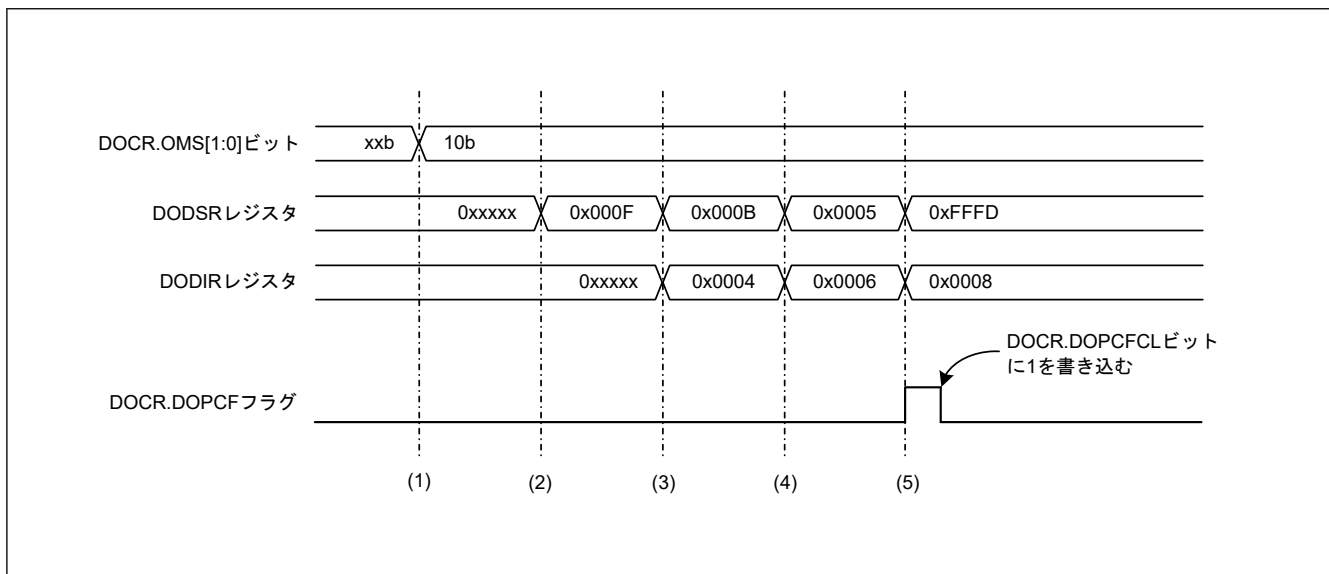 DOCR.OMS[1:0]ビット xxb 10b
DODSRレジスタ 0xxxxx 0x000F 0x000B 0x0005 0xFFFD
DODIRレジスタ 0xxxxx 0x0004 0x0006 0x0008
DOCR.DOPCFCLビット
に1を書き込む
DOCR.DOPCFフラグ
(1) (2) (3) (4) (5)